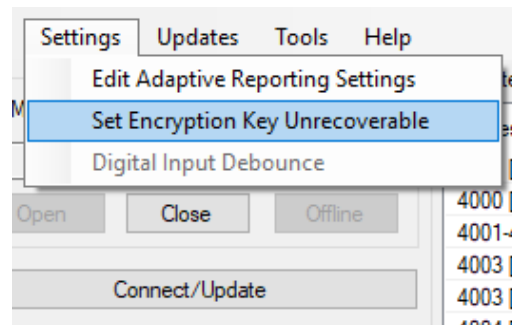 Settings Updates Tools Help
Edit Adaptive Reporting Settings
Set Encryption Key Unrecoverable
Digital Input Debounce
Open Close Offline
4000 [
4001-4
Connect/Update
4003 [
4003 [